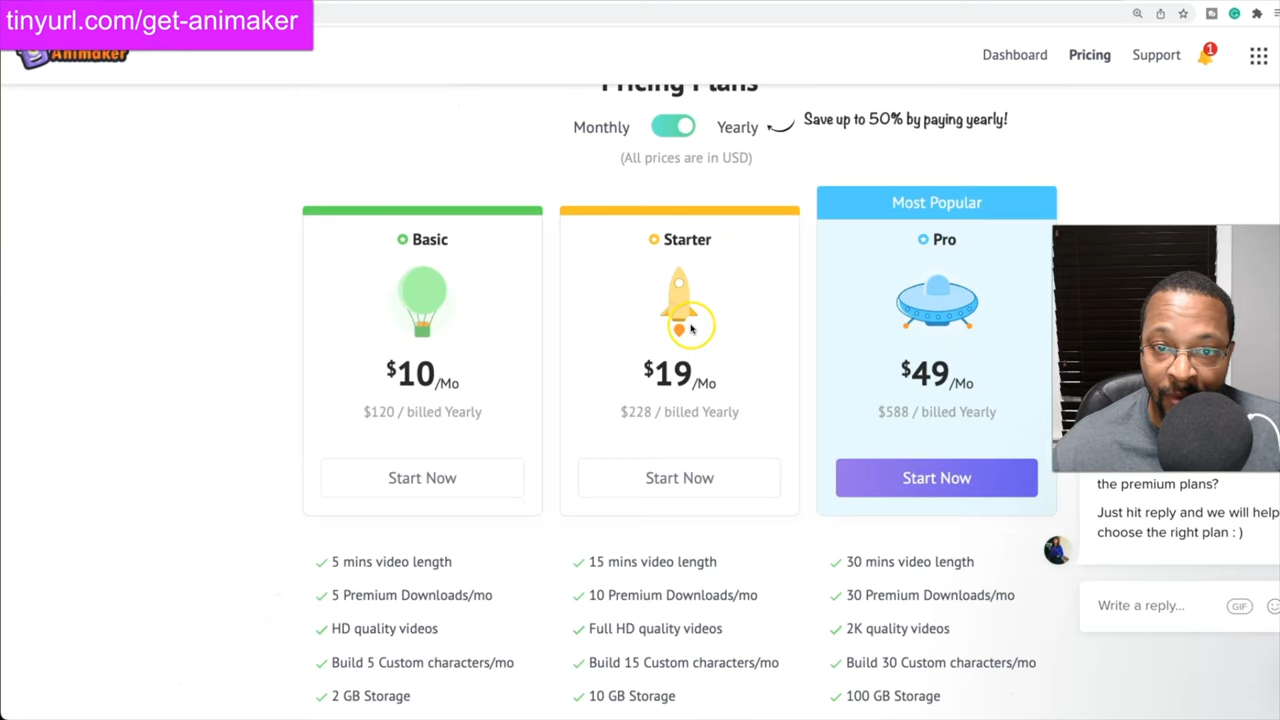 tinyurl.com/get-animaker
Animaker
Dashboard
Pricing
Support
1
Pricing Plans
Monthly
Yearly
Save up to 50% by paying yearly!
(All prices are in USD)
Basic
$10/Mo
$120 / billed Yearly
Start Now
5 mins video length
5 Premium Downloads/mo
HD quality videos
Build 5 Custom characters/mo
2 GB Storage
Starter
$19/Mo
$228 / billed Yearly
Start Now
15 mins video length
10 Premium Downloads/mo
Full HD quality videos
Build 15 Custom characters/mo
10 GB Storage
Most Popular
Pro
$49/Mo
$588 / billed Yearly
Start Now
30 mins video length
30 Premium Downloads/mo
2K quality videos
Build 30 Custom characters/mo
100 GB Storage
the premium plans?
Just hit reply and we will help
choose the right plan : )
Write a reply...
GIF